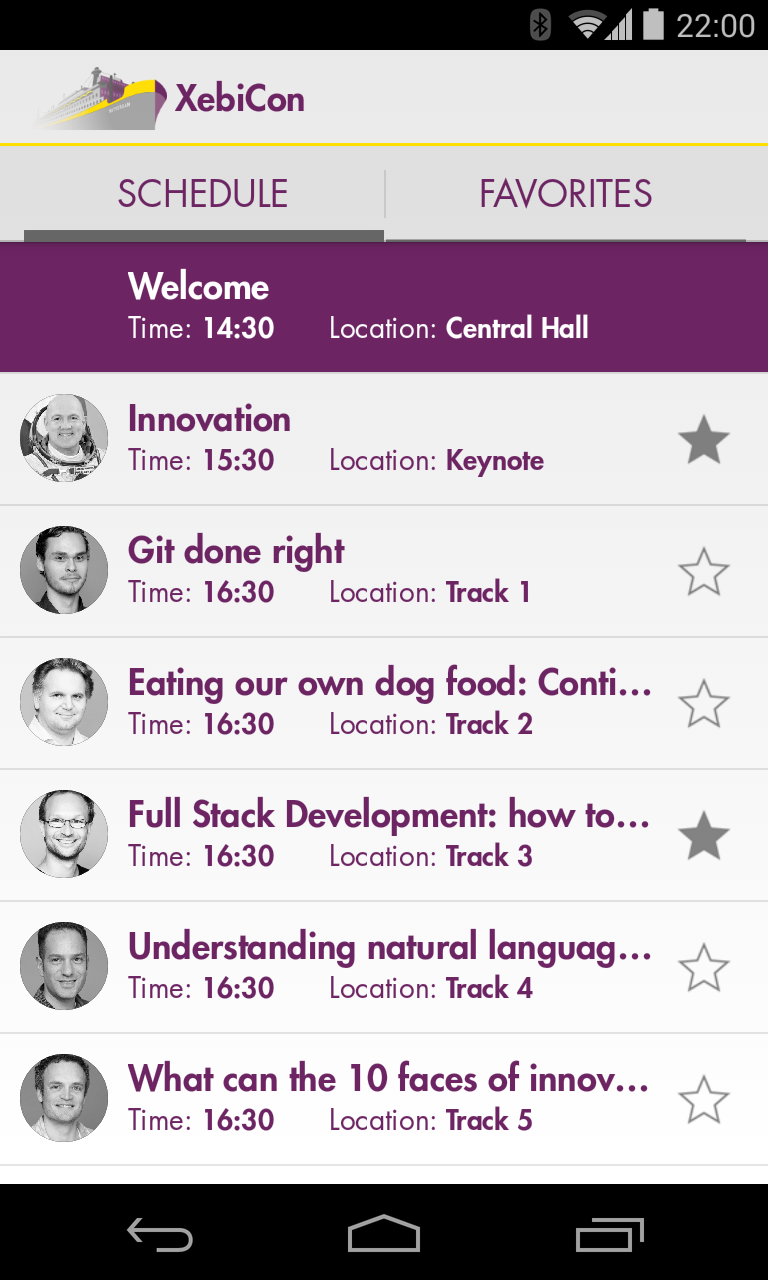 22:00
XebiCon
SCHEDULE FAVORITES
Welcome
Time: 14:30 Location: Central Hall
Innovation
Time: 15:30 Location: Keynote
Git done right
Time: 16:30 Location: Track 1
Eating our own dog food: Conti...
Time: 16:30 Location: Track 2
Full Stack Development: how to...
Time: 16:30 Location: Track 3
Understanding natural languag...
Time: 16:30 Location: Track 4
What can the 10 faces of innov...
Time: 16:30 Location: Track 5